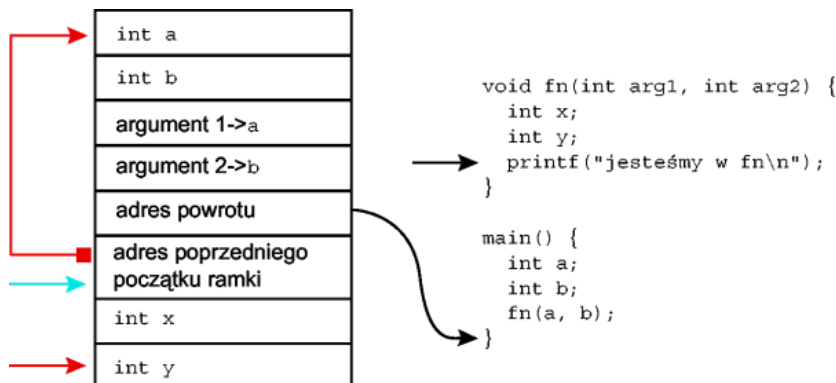 int a
int b
argument 1->a
argument 2->b
adres powrotu
adres poprzedniego
początku ramki
int x
int y
void fn(int arg1, int arg2) {
int x;
int y;
printf("jesteśmy w fn\n");
}
main() {
int a;
int b;
fn(a, b);
}